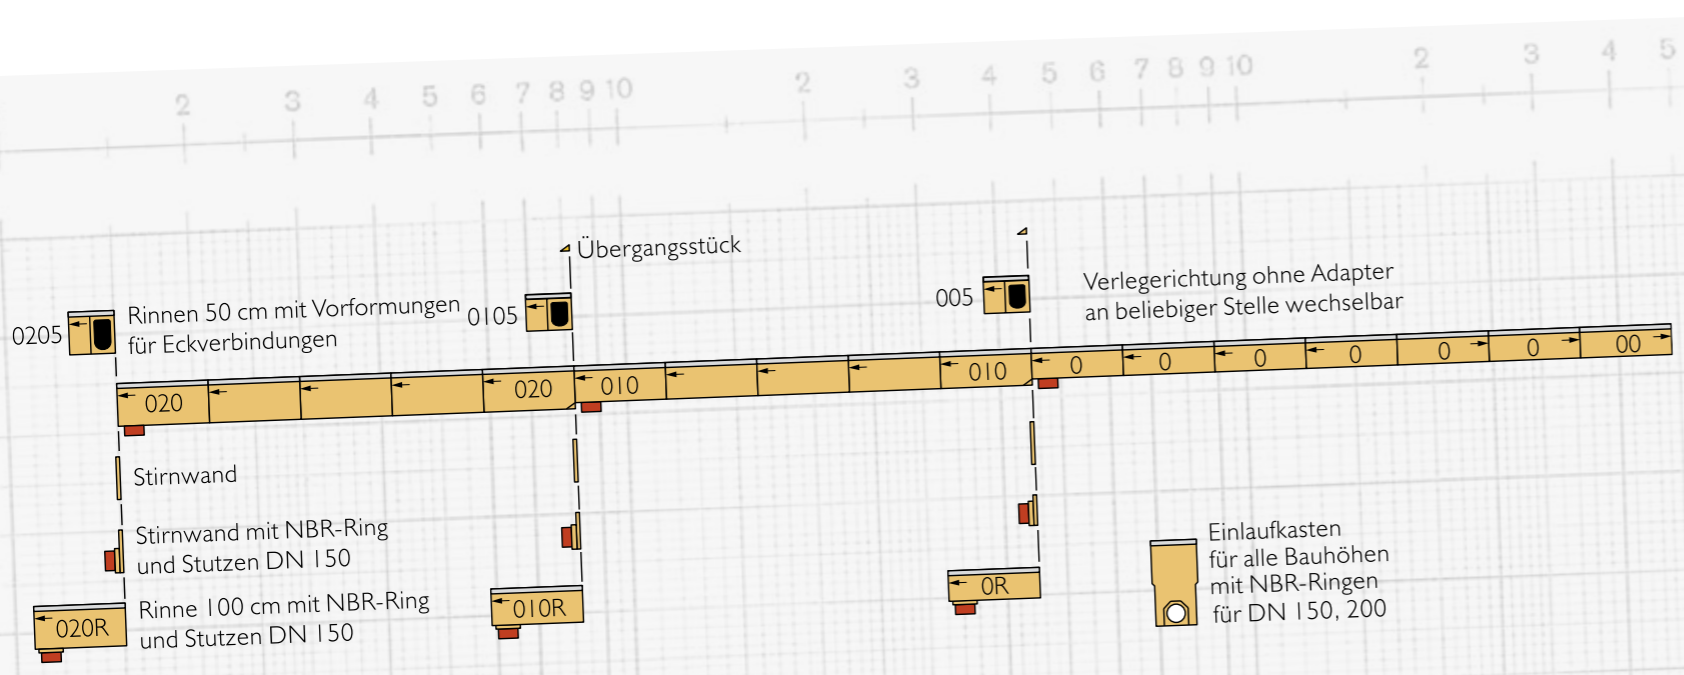 2 3 4 5 6 7 8 9 10 2 3 4 5 6 7 8 9 10 2 3 4 5
Übergangsstück
0205
Rinnen 50 cm mit Vorformungen
für Eckverbindungen
0105
005
Verlegerichtung ohne Adapter
an beliebiger Stelle wechselbar
020 020 010 010 0 0 0 0 0 0 00
Stirnwand
Stirnwand mit NBR-Ring
und Stutzen DN 150
020R
Rinne 100 cm mit NBR-Ring
und Stutzen DN 150
010R
0R
Einlaufkasten
für alle Bauhöhen
mit NBR-Ringen
für DN 150, 200